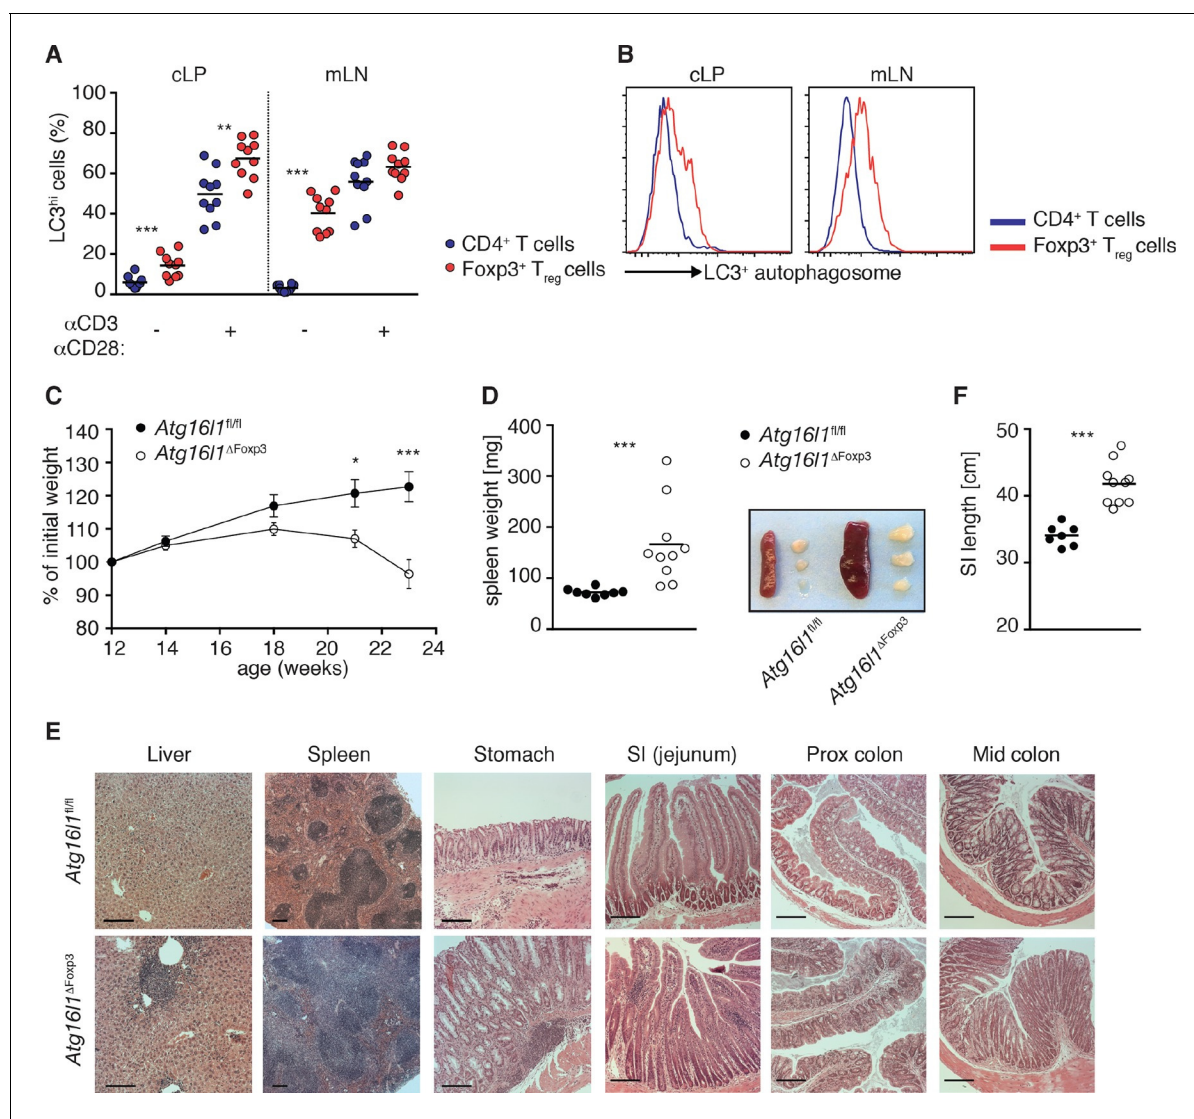 A
cLP
mLN
LC3hi cells (%)
100
80
60
40
20
0
***
**
***
αCD3
αCD28:
-
+
-
+
CD4+ T cells
Foxp3+ Treg cells
B
cLP
mLN
LC3+ autophagosome
CD4+ T cells
Foxp3+ Treg cells
C
Atg16l1fl/fl
Atg16l1ΔFoxp3
% of initial weight
140
130
120
110
100
90
80
*
***
12 14 16 18 20 22 24
age (weeks)
D
spleen weight [mg]
400
300
200
100
0
***
Atg16l1fl/fl
Atg16l1ΔFoxp3
Atg16l1fl/fl
Atg16l1ΔFoxp3
F
SI length [cm]
50
40
30
20
***
E
Liver
Spleen
Stomach
SI (jejunum)
Prox colon
Mid colon
Atg16l1fl/fl
Atg16l1ΔFoxp3